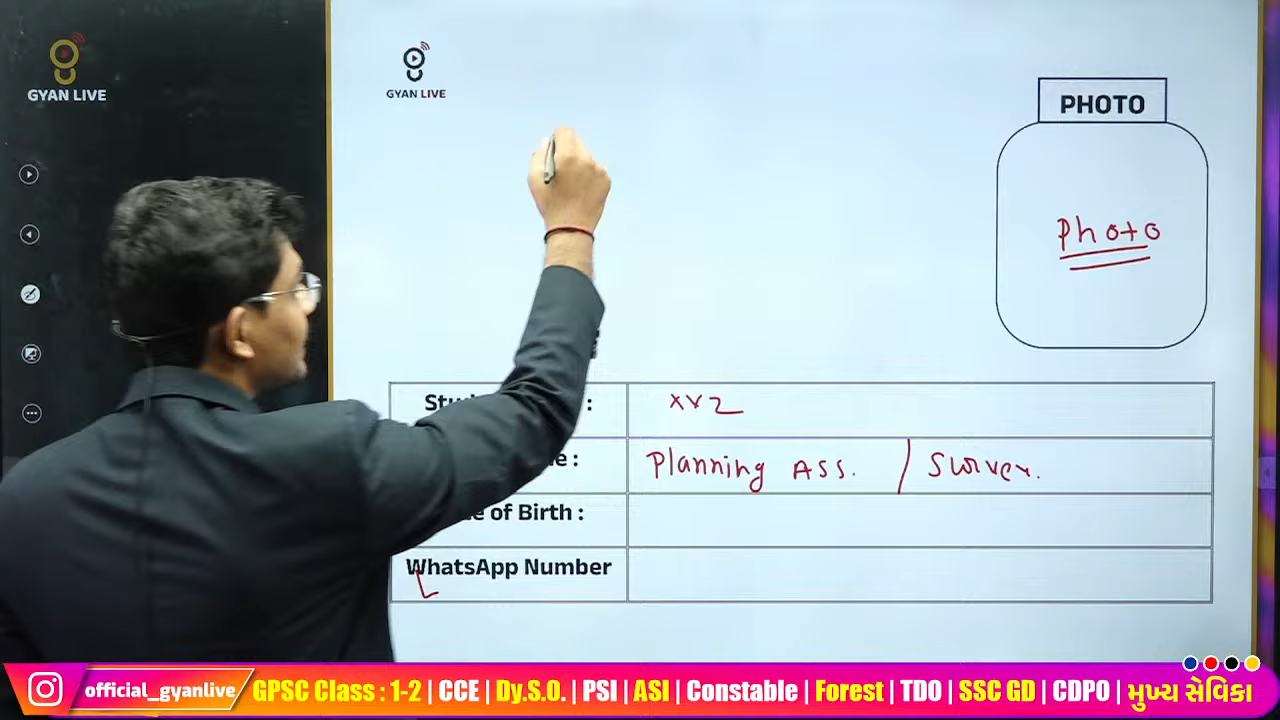 GYAN LIVE
GYAN LIVE
PHOTO
Photo
: XYZ
: Planning Ass. / Surver.
of Birth :
WhatsApp Number
official_gyanlive GPSC Class : 1-2 | CCE | Dy.S.O. | PSI | ASI | Constable | Forest | TDO | SSC GD | CDPO | મુખ્ય સેવિકા